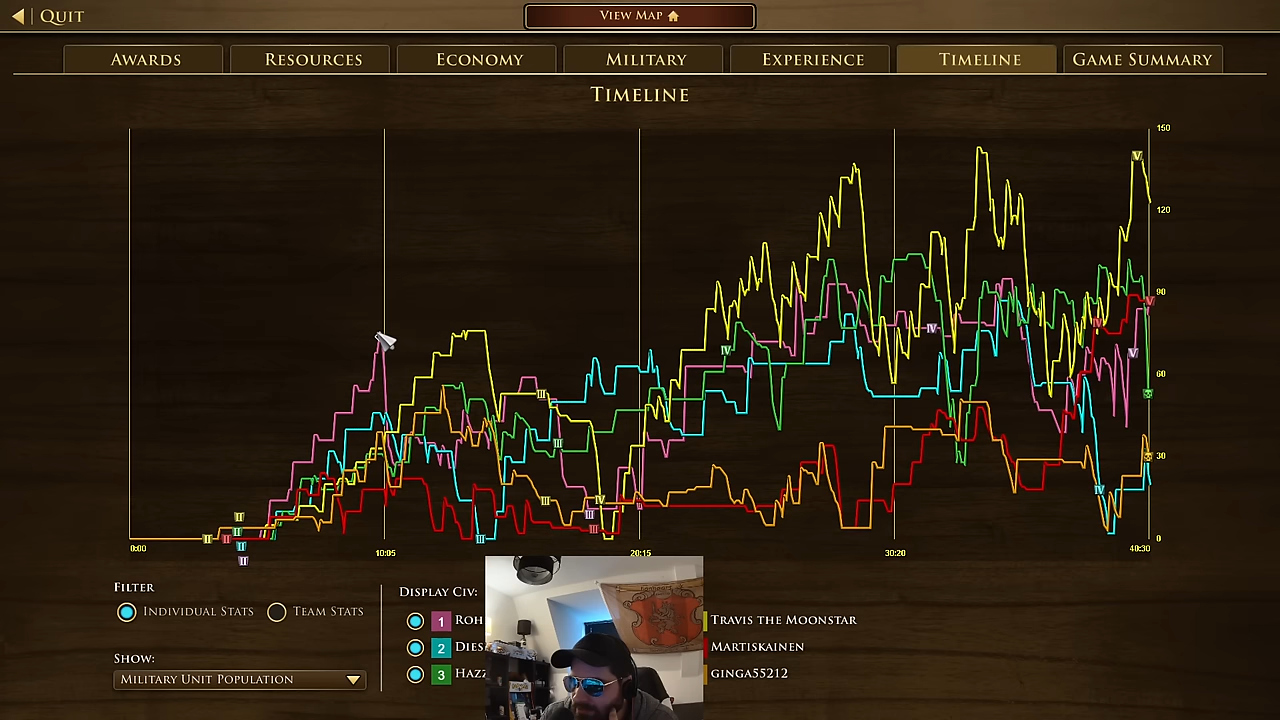 QUIT
VIEW MAP
AWARDS RESOURCES ECONOMY MILITARY EXPERIENCE TIMELINE GAME SUMMARY
TIMELINE
150
120
90
60
30
0
0:00 10:05 20:15 30:20 40:30
FILTER
INDIVIDUAL STATS TEAM STATS
SHOW:
MILITARY UNIT POPULATION
DISPLAY CIV:
1 ROH
2 DIES
3 HAZZ
TRAVIS THE MOONSTAR
MARTISKAINEN
GINGA55212